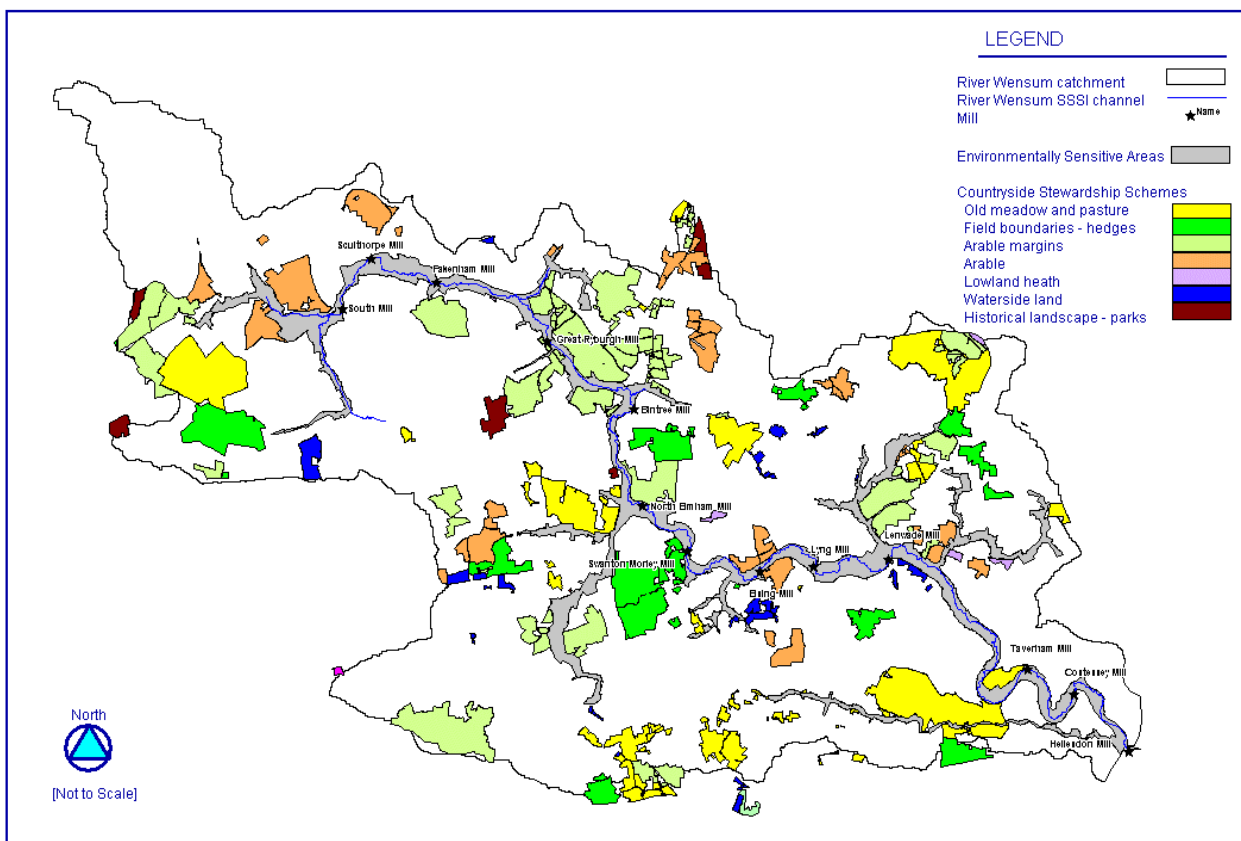 LEGEND
River Wensum catchment
River Wensum SSSI channel
Mill
Name
Environmentally Sensitive Areas
Countyside Stewardship Schemes
Old meadow and pasture
Field boundaries - hedges
Arable margins
Arable
Lowland heath
Waterside land
Historical landscape - parks
Sculthorpe Mill
Fakenham Mill
South Mill
Great Ryburgh Mill
Bintree Mill
North Elmham Mill
Lenwade Mill
Lyng Mill
Swanton Morley Mill
Elsing Mill
Taverham Mill
Costessey Mill
Hellesdon Mill
North
[Not to Scale]